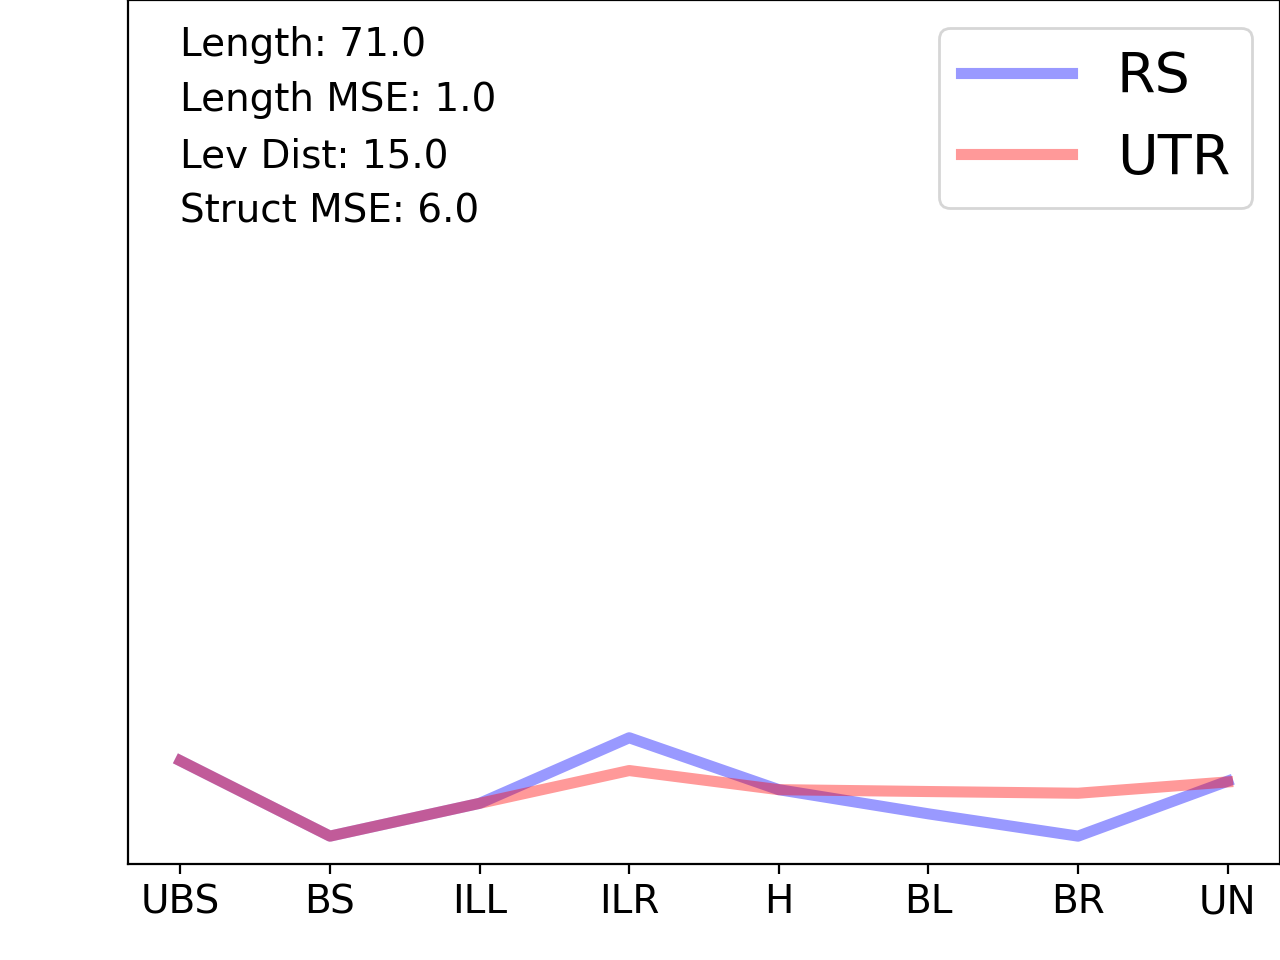 Length: 71.0
Length MSE: 1.0
Lev Dist: 15.0
Struct MSE: 6.0
RS
UTR
UBS BS ILL ILR H BL BR UN